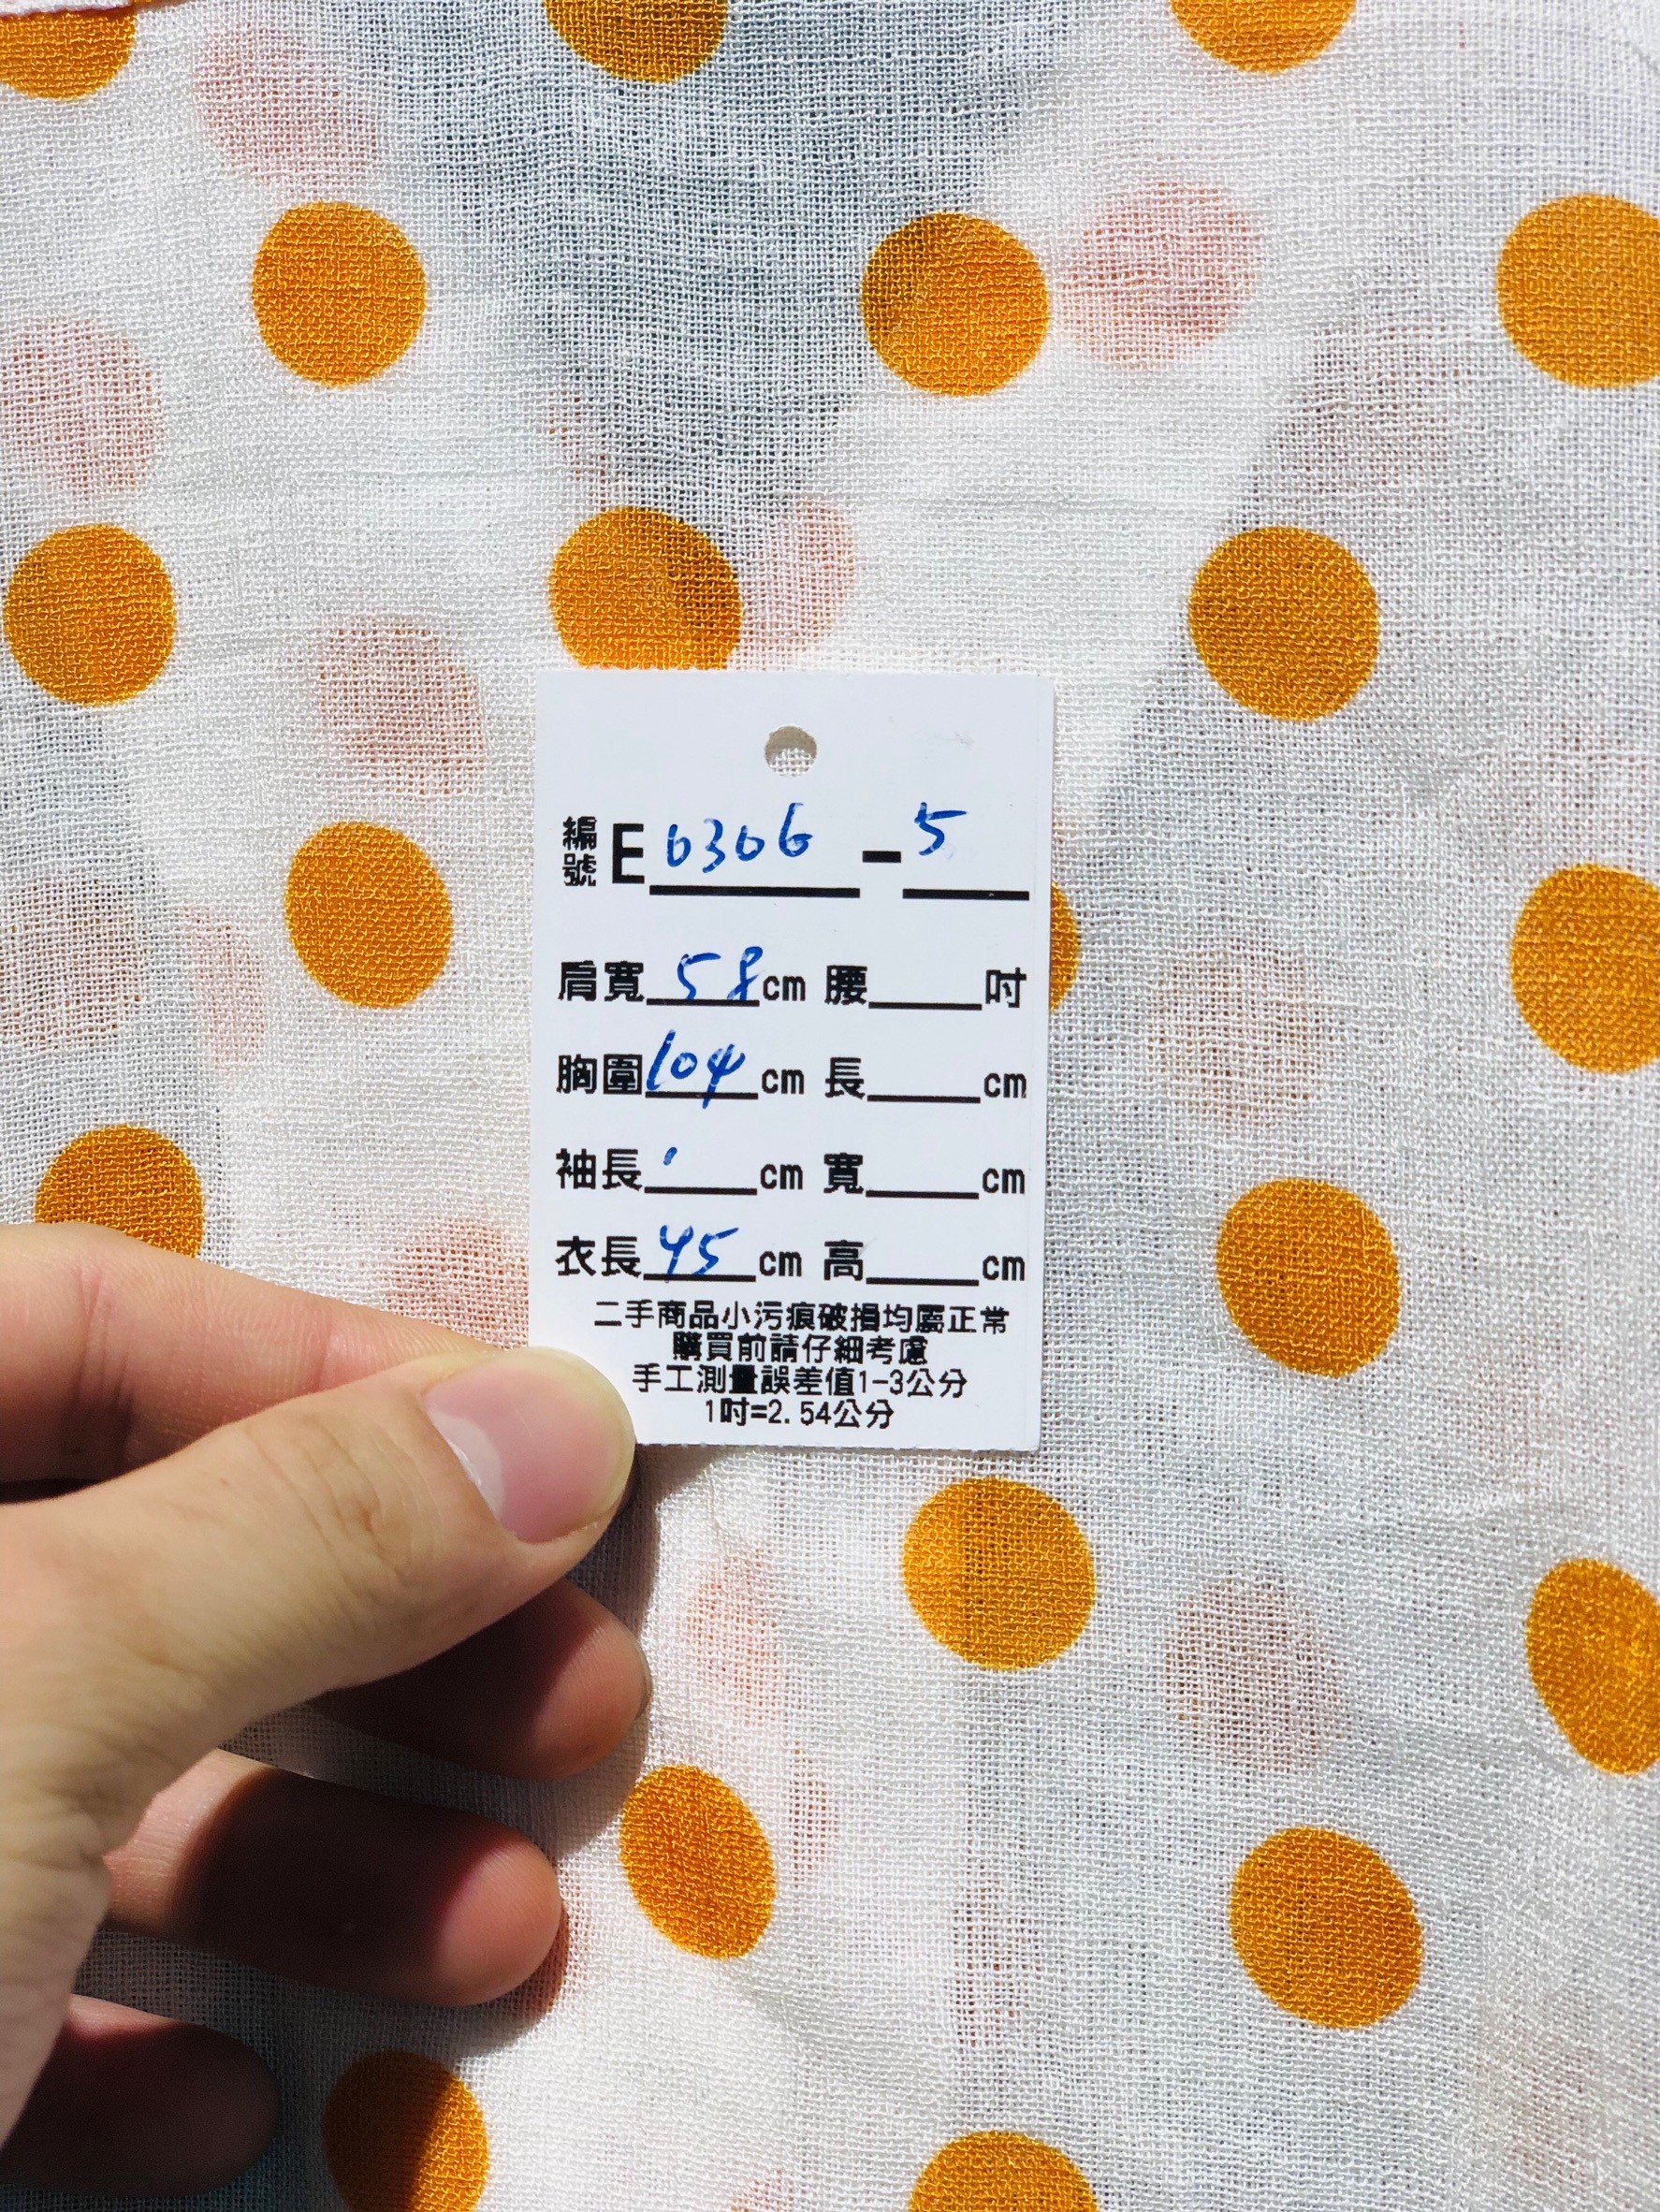 編號E 0306 - 5
肩寬 58 cm 腰 吋
胸圍 104 cm 長 cm
袖長 cm 寬 cm
衣長 45 cm 高 cm
二手商品小污痕破損均屬正常
購買前請仔細考慮
手工測量誤差值1-3公分
1吋=2.54公分